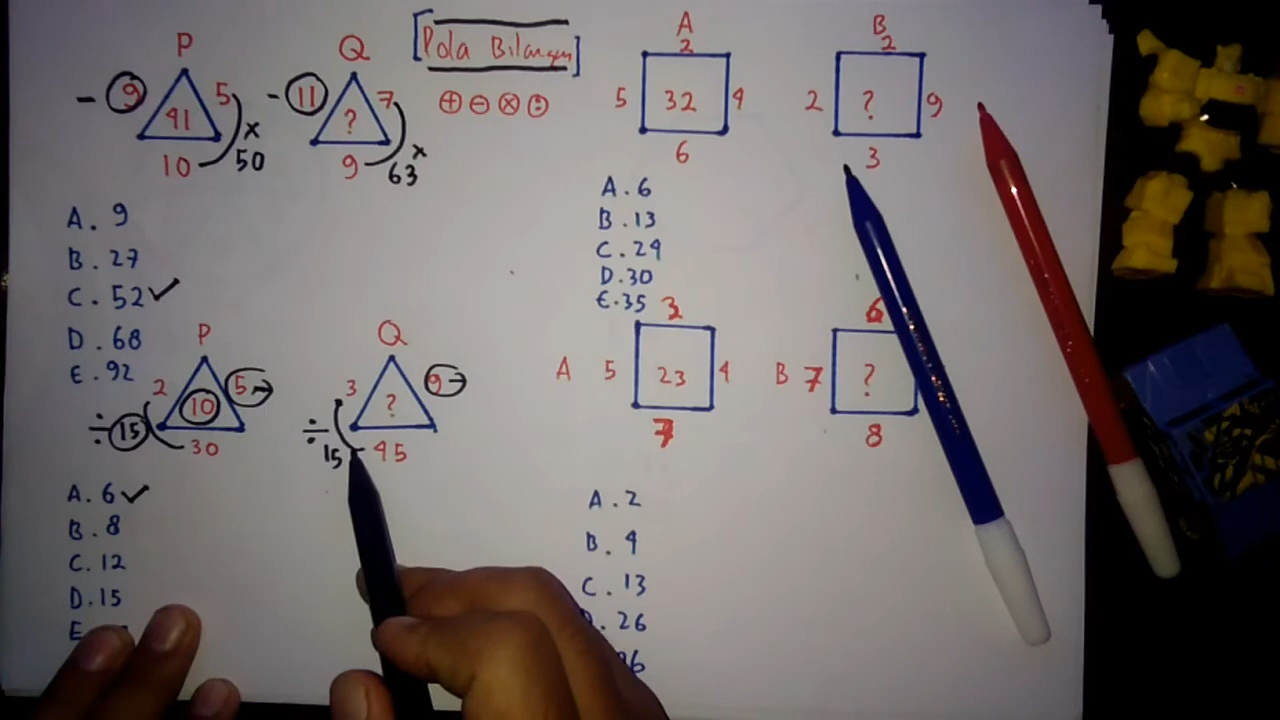 [Pola Bilangan]
+ - × :
P
- 9 5
41
× 50
10
Q
- 11 7
?
× 63
9
A. 9
B. 27
C. 52 ✓
D. 68
E. 92
P
2 5 →
10
÷ 15
30
Q
3 9 →
?
÷ 15
45
A. 6 ✓
B. 8
C. 12
D. 15
E.
A
2
5 32 4
6
B
2
2 ? 9
3
A. 6
B. 13
C. 24
D. 30
E. 35
3
A 5 23 4
7
6
B 7 ?
8
A. 2
B. 4
C. 13
D. 26